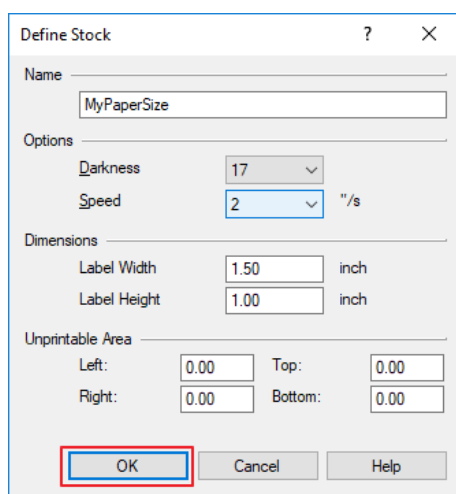 Define Stock ? ×
Name
MyPaperSize
Options
Darkness 17
Speed 2 "/s
Dimensions
Label Width 1.50 inch
Label Height 1.00 inch
Unprintable Area
Left: 0.00 Top: 0.00
Right: 0.00 Bottom: 0.00
OK Cancel Help